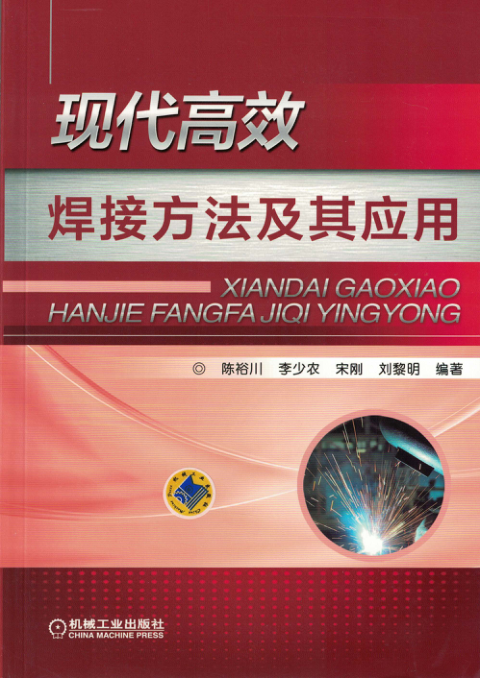 现代高效
焊接方法及其应用
XIANDAI GAOXIAO
HANJIE FANGFA JIQI YINGYONG
◎ 陈裕川 李少农 宋刚 刘黎明 编著
机械工业出版社
CHINA MACHINE PRESS